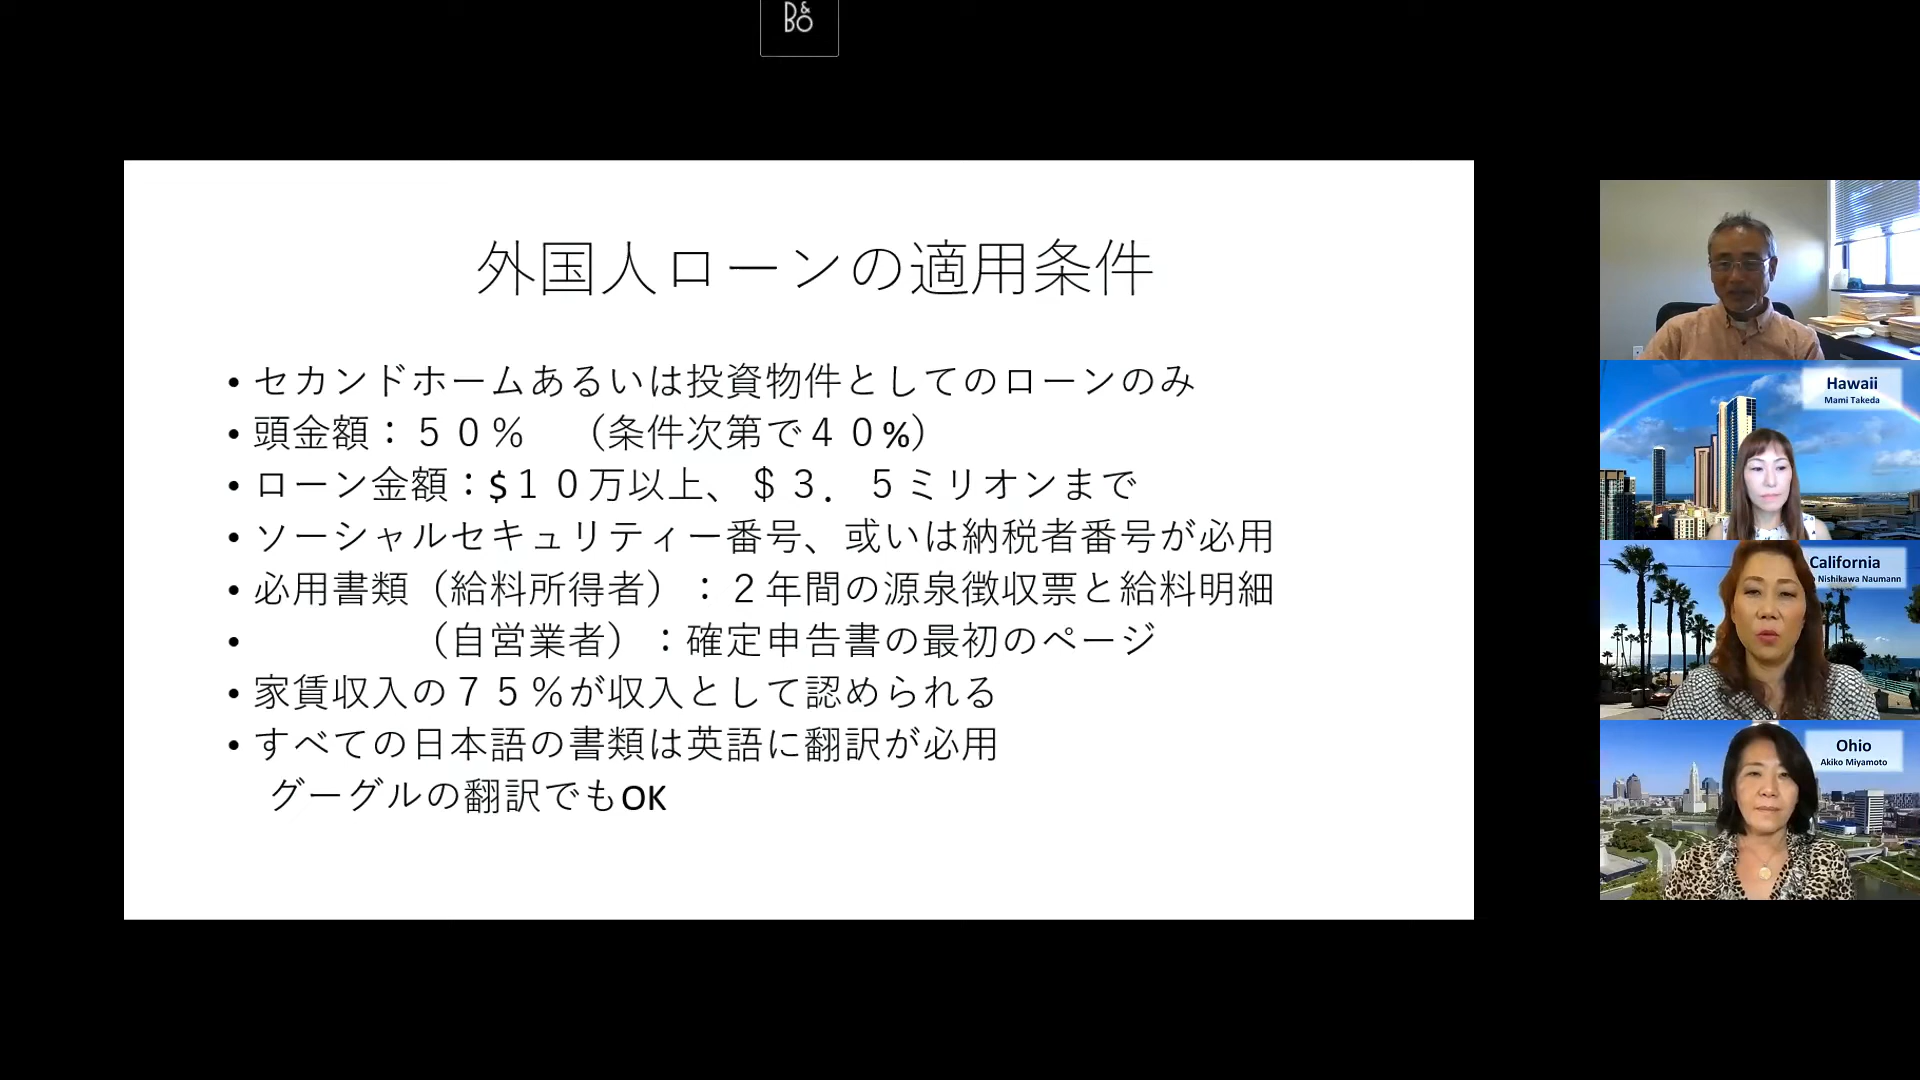 B&O
外国人ローンの適用条件
• セカンドホームあるいは投資物件としてのローンのみ
• 頭金額：５０％　（条件次第で４０%）
• ローン金額：$１０万以上、＄３．５ミリオンまで
• ソーシャルセキュリティー番号、或いは納税者番号が必用
• 必用書類（給料所得者）：２年間の源泉徴収票と給料明細
• （自営業者）：確定申告書の最初のページ
• 家賃収入の７５％が収入として認められる
• すべての日本語の書類は英語に翻訳が必用
グーグルの翻訳でもOK
Hawaii
Mami Takeda
California
Nishikawa Naumann
Ohio
Akiko Miyamoto